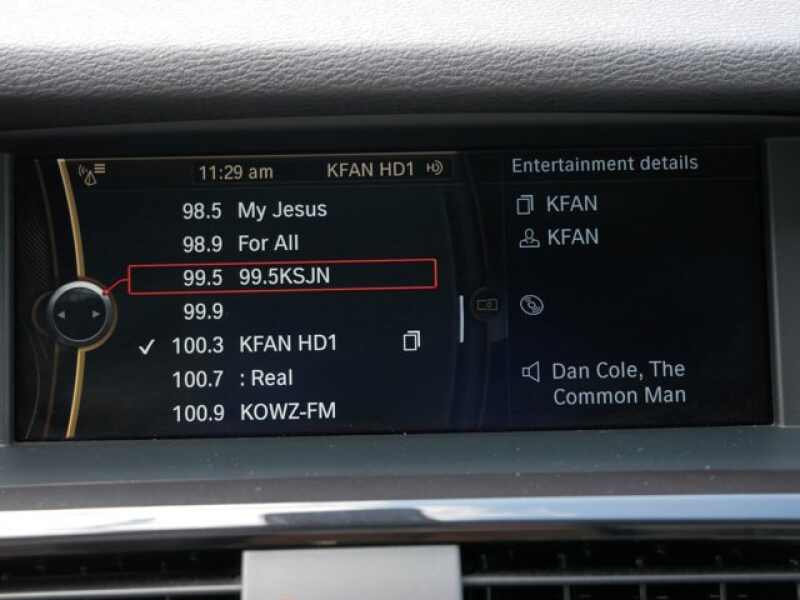 11:29 am KFAN HD1
98.5 My Jesus
98.9 For All
99.5 99.5KSJN
99.9
100.3 KFAN HD1
100.7 : Real
100.9 KOWZ-FM
Entertainment details
KFAN
KFAN
Dan Cole, The
Common Man